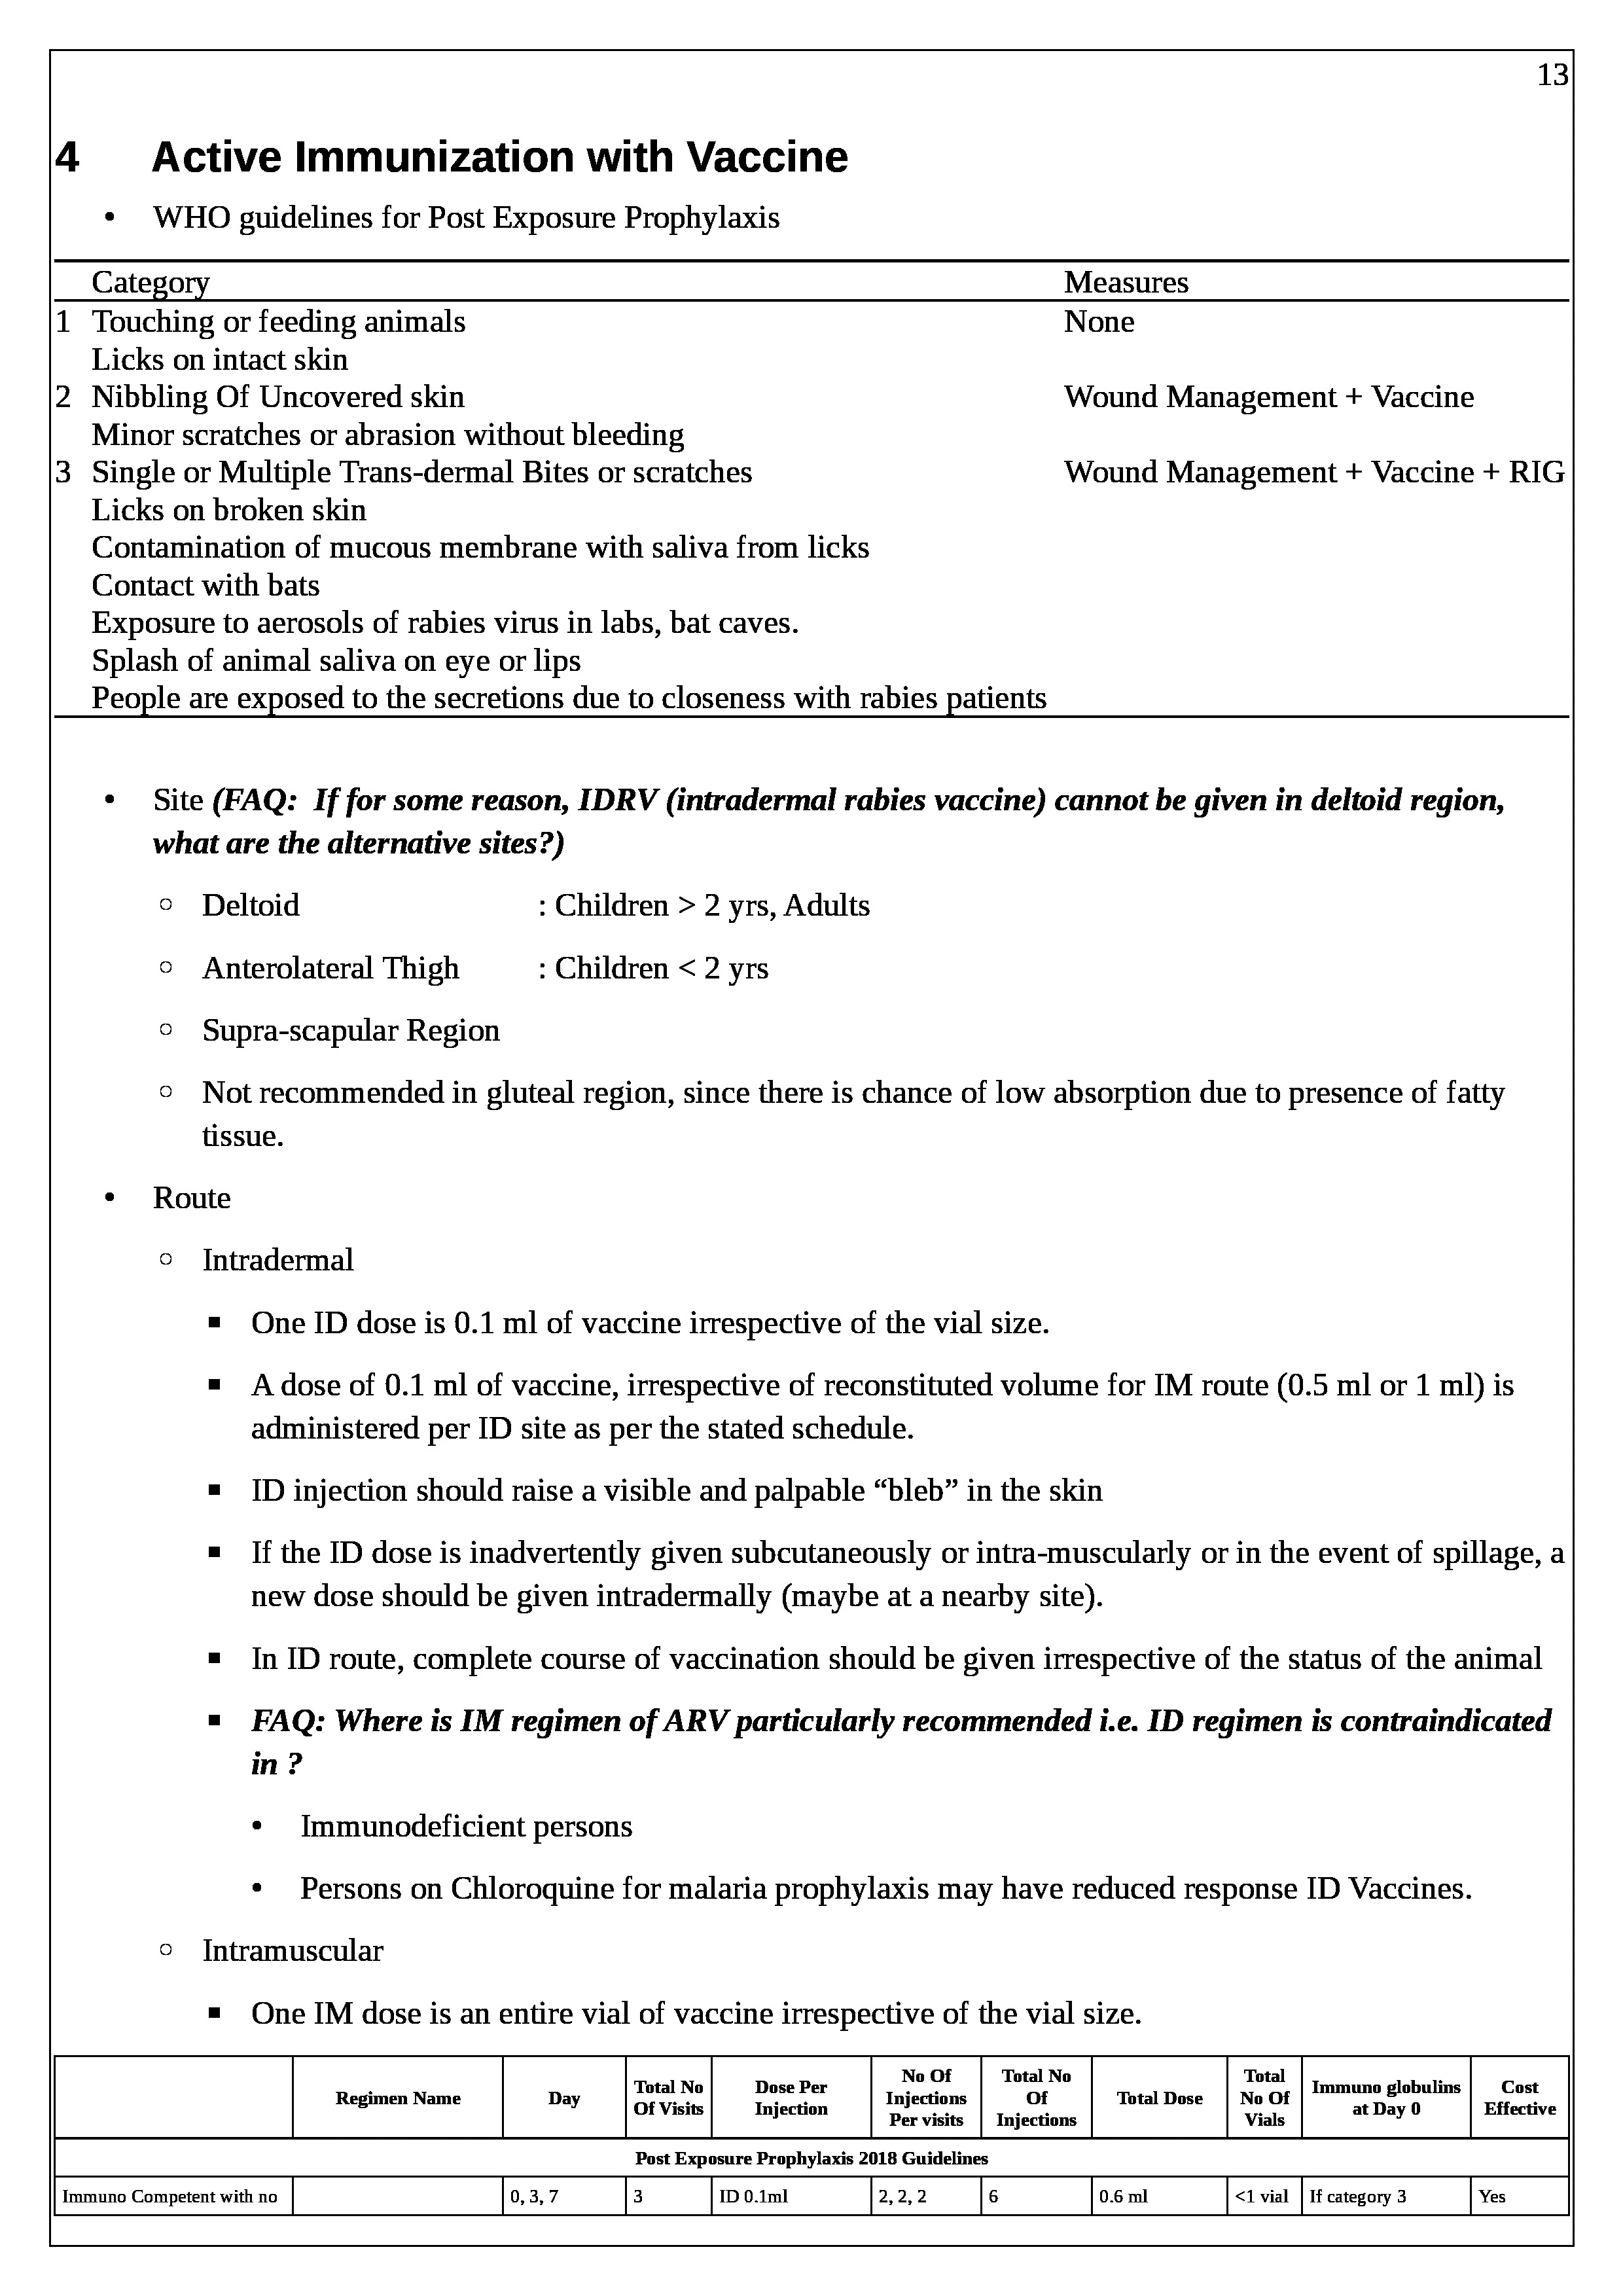 13
4 Active Immunization with Vaccine
• WHO guidelines for Post Exposure Prophylaxis
Category Measures
1 Touching or feeding animals None
Licks on intact skin
2 Nibbling Of Uncovered skin Wound Management + Vaccine
Minor scratches or abrasion without bleeding
3 Single or Multiple Trans-dermal Bites or scratches Wound Management + Vaccine + RIG
Licks on broken skin
Contamination of mucous membrane with saliva from licks
Contact with bats
Exposure to aerosols of rabies virus in labs, bat caves.
Splash of animal saliva on eye or lips
People are exposed to the secretions due to closeness with rabies patients
• Site (FAQ: If for some reason, IDRV (intradermal rabies vaccine) cannot be given in deltoid region,
what are the alternative sites?)
○ Deltoid : Children > 2 yrs, Adults
○ Anterolateral Thigh : Children < 2 yrs
○ Supra-scapular Region
○ Not recommended in gluteal region, since there is chance of low absorption due to presence of fatty
tissue.
• Route
○ Intradermal
▪ One ID dose is 0.1 ml of vaccine irrespective of the vial size.
▪ A dose of 0.1 ml of vaccine, irrespective of reconstituted volume for IM route (0.5 ml or 1 ml) is
administered per ID site as per the stated schedule.
▪ ID injection should raise a visible and palpable “bleb” in the skin
▪ If the ID dose is inadvertently given subcutaneously or intra-muscularly or in the event of spillage, a
new dose should be given intradermally (maybe at a nearby site).
▪ In ID route, complete course of vaccination should be given irrespective of the status of the animal
▪ FAQ: Where is IM regimen of ARV particularly recommended i.e. ID regimen is contraindicated
in ?
• Immunodeficient persons
• Persons on Chloroquine for malaria prophylaxis may have reduced response ID Vaccines.
○ Intramuscular
▪ One IM dose is an entire vial of vaccine irrespective of the vial size.
Regimen Name Day Total No Of Visits Dose Per Injection No Of Injections Per visits Total No Of Injections Total Dose Total No Of Vials Immuno globulins at Day 0 Cost Effective
Post Exposure Prophylaxis 2018 Guidelines
Immuno Competent with no 0, 3, 7 3 ID 0.1ml 2, 2, 2 6 0.6 ml <1 vial If category 3 Yes